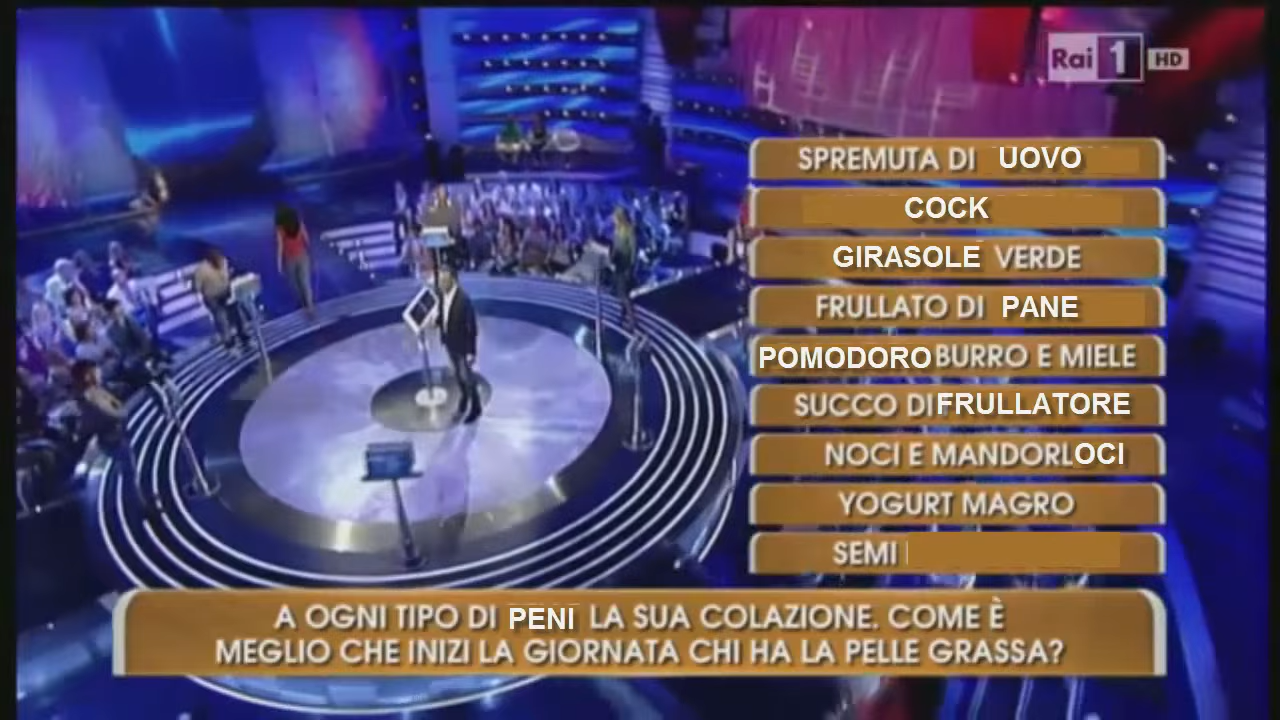 Rai 1 HD
SPREMUTA DI UOVO
COCK
GIRASOLE VERDE
FRULLATO DI PANE
POMODORO BURRO E MIELE
SUCCO DI FRULLATORE
NOCI E MANDORLOCI
YOGURT MAGRO
SEMI
A OGNI TIPO DI PENI LA SUA COLAZIONE. COME È
MEGLIO CHE INIZI LA GIORNATA CHI HA LA PELLE GRASSA?